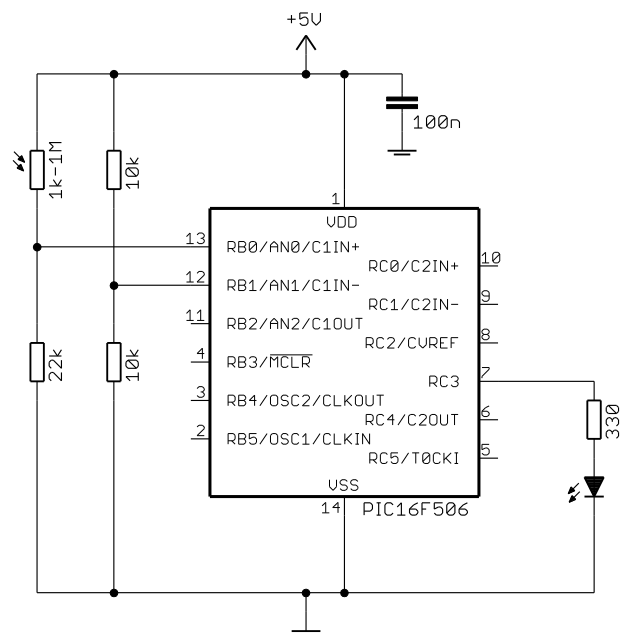 +5V
100n
1k-1M
10k
1
VDD
13
RB0/AN0/C1IN+
RC0/C2IN+
10
12
RB1/AN1/C1IN-
RC1/C2IN-
9
11
RB2/AN2/C1OUT
RC2/CVREF
8
22k
10k
4
RB3/MCLR
RC3
7
3
RB4/OSC2/CLKOUT
RC4/C2OUT
6
330
2
RB5/OSC1/CLKIN
RC5/T0CKI
5
VSS
14
PIC16F506